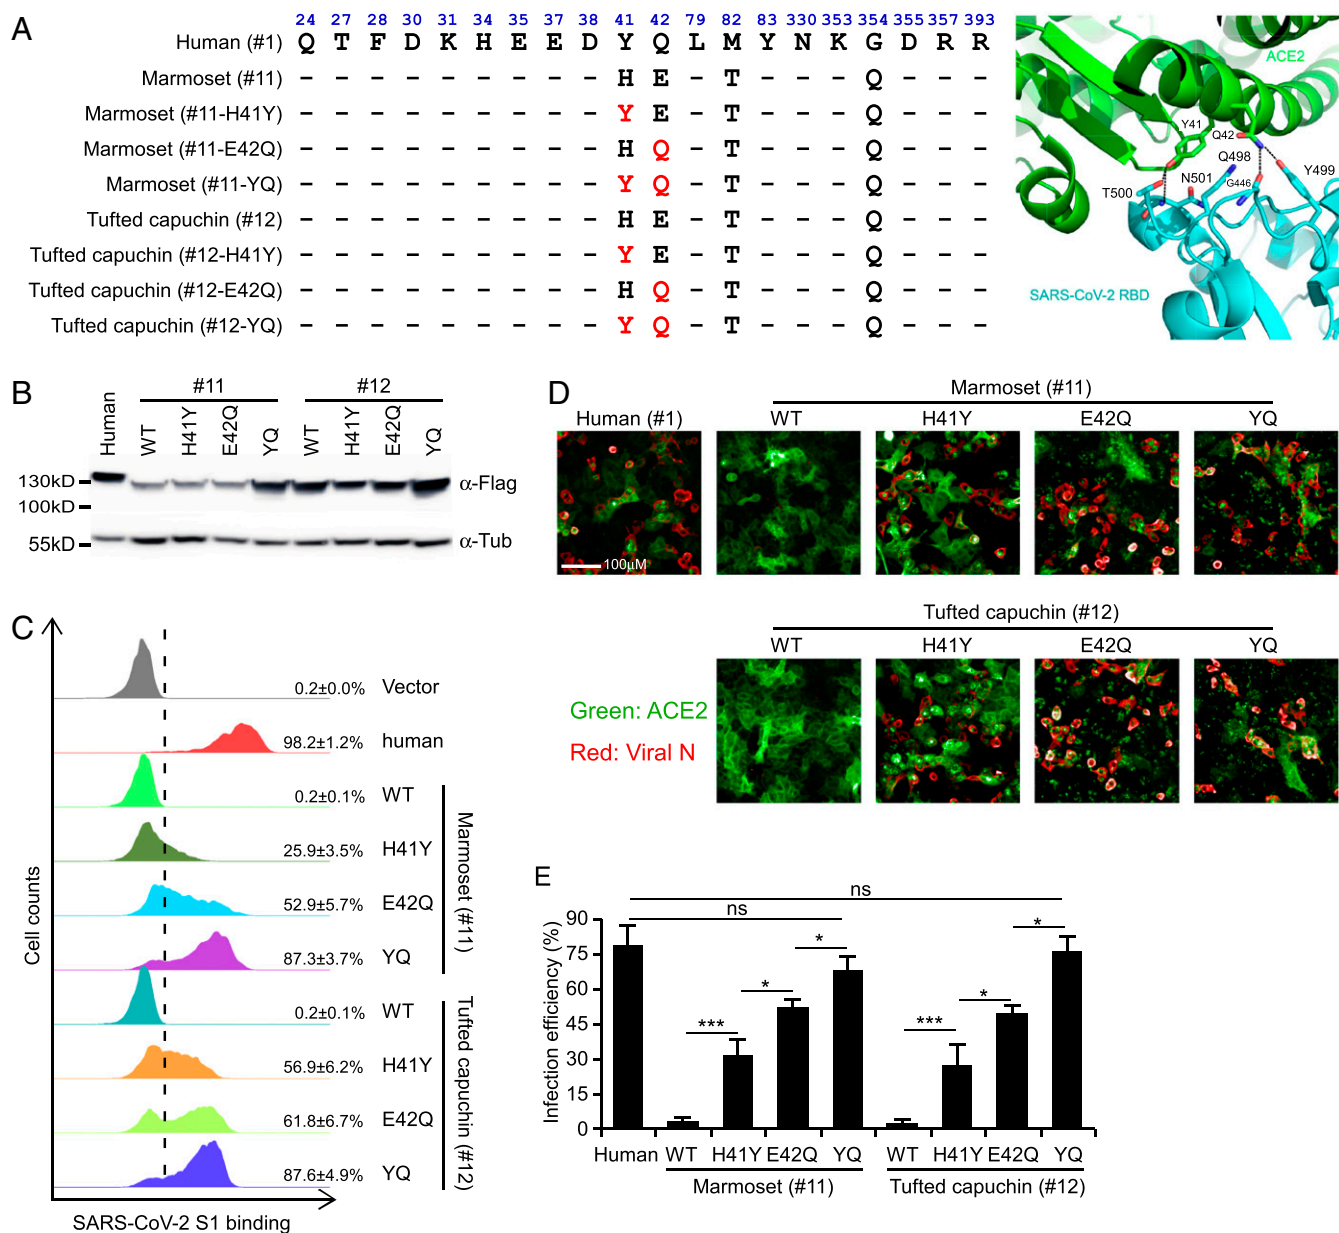 A
24 27 28 30 31 34 35 37 38 41 42 79 82 83 330 353 354 355 357 393
Human (#1) Q T F D K H E E D Y Q L M Y N K G D R R
Marmoset (#11) – – – – – – – – – H E – T – – – Q – – –
Marmoset (#11-H41Y) – – – – – – – – – Y E – T – – – Q – – –
Marmoset (#11-E42Q) – – – – – – – – – H Q – T – – – Q – – –
Marmoset (#11-YQ) – – – – – – – – – Y Q – T – – – Q – – –
Tufted capuchin (#12) – – – – – – – – – H E – T – – – Q – – –
Tufted capuchin (#12-H41Y) – – – – – – – – – Y E – T – – – Q – – –
Tufted capuchin (#12-E42Q) – – – – – – – – – H Q – T – – – Q – – –
Tufted capuchin (#12-YQ) – – – – – – – – – Y Q – T – – – Q – – –
ACE2
Y41
Q42
Q498
Y499
N501
G446
T500
SARS-CoV-2 RBD
B
#11 #12
Human WT H41Y E42Q YQ WT H41Y E42Q YQ
130kD α-Flag
100kD
55kD α-Tub
C
0.2±0.0% Vector
98.2±1.2% human
0.2±0.1% WT
25.9±3.5% H41Y
52.9±5.7% E42Q
87.3±3.7% YQ
Marmoset (#11)
0.2±0.1% WT
56.9±6.2% H41Y
61.8±6.7% E42Q
87.6±4.9% YQ
Tufted capuchin (#12)
Cell counts
SARS-CoV-2 S1 binding
D
Marmoset (#11)
Human (#1) WT H41Y E42Q YQ
100μM
Tufted capuchin (#12)
WT H41Y E42Q YQ
Green: ACE2
Red: Viral N
E
ns
ns
* *
* *
*** ***
Infection efficiency (%)
90
75
60
45
30
15
0
Human WT H41Y E42Q YQ WT H41Y E42Q YQ
Marmoset (#11) Tufted capuchin (#12)